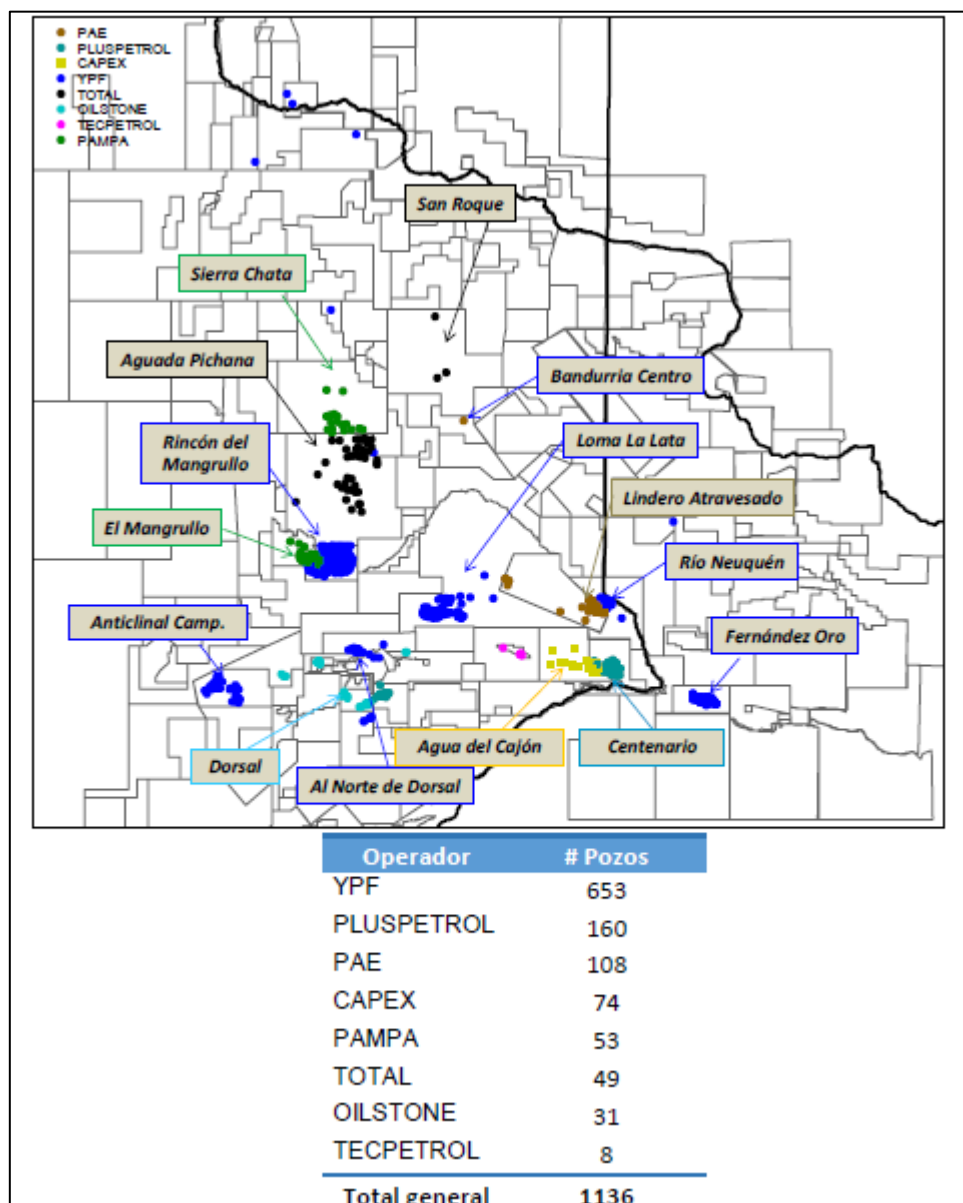 PAE
PLUSPETROL
CAPEX
YPF
TOTAL
OILSTONE
TECPETROL
PAMPA
San Roque
Sierra Chata
Aguada Pichana
Bandurria Centro
Rincón del
Mangrullo
Loma La Lata
Lindero Atravesado
El Mangrullo
Río Neuquén
Anticlinal Camp.
Fernández Oro
Dorsal
Agua del Cajón
Centenario
Al Norte de Dorsal
Operador # Pozos
YPF 653
PLUSPETROL 160
PAE 108
CAPEX 74
PAMPA 53
TOTAL 49
OILSTONE 31
TECPETROL 8
Total general 1136